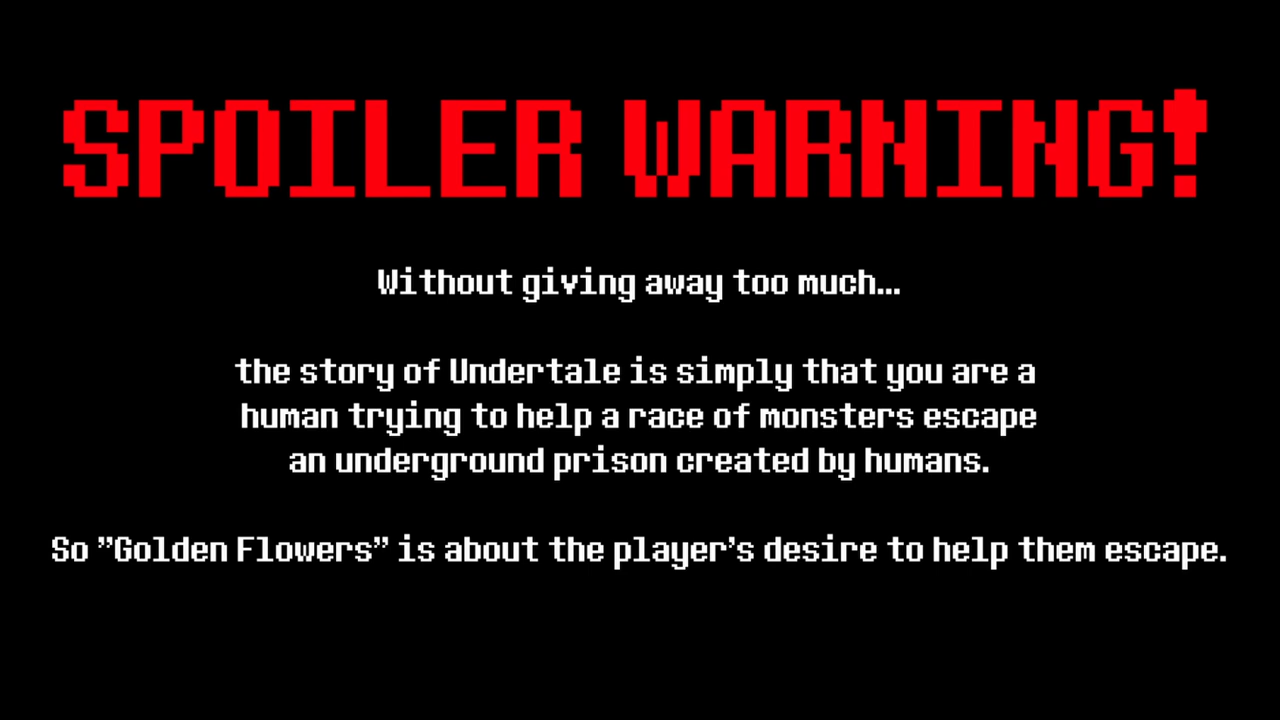 SPOILER WARNING!
Without giving away too much...
the story of Undertale is simply that you are a
human trying to help a race of monsters escape
an underground prison created by humans.
So ”Golden Flowers” is about the player’s desire to help them escape.